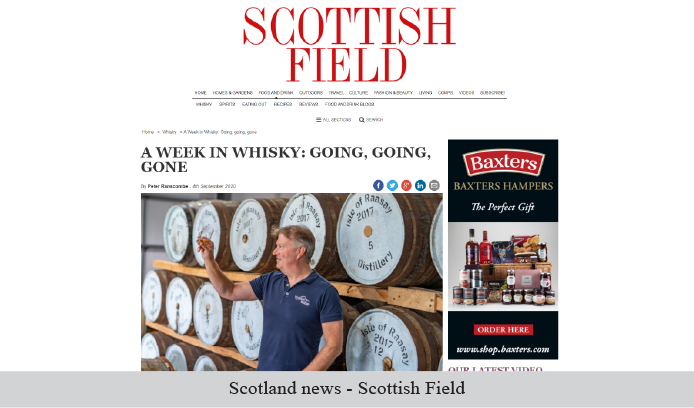 SCOTTISH
FIELD
HOME HOMES & GARDENS FOOD AND DRINK OUTDOORS TRAVEL CULTURE FASHION & BEAUTY LIVING COMPS VIDEOS SUBSCRIBE!
WHISKY SPIRITS EATING OUT RECIPES REVIEWS FOOD AND DRINK BLOGS
ALL SECTIONS SEARCH
Home » Whisky » A Week in Whisky: Going, going, gone
A WEEK IN WHISKY: GOING, GOING,
GONE
By Peter Ranscombe - 4th September 2020
Isle of Raasay
2017
5
Distillery
Isle of Raasay
2017
12
Baxters
BAXTERS HAMPERS
The Perfect Gift
ORDER HERE
www.shop.baxters.com
OUR LATEST VIDEO
Scotland news - Scottish Field